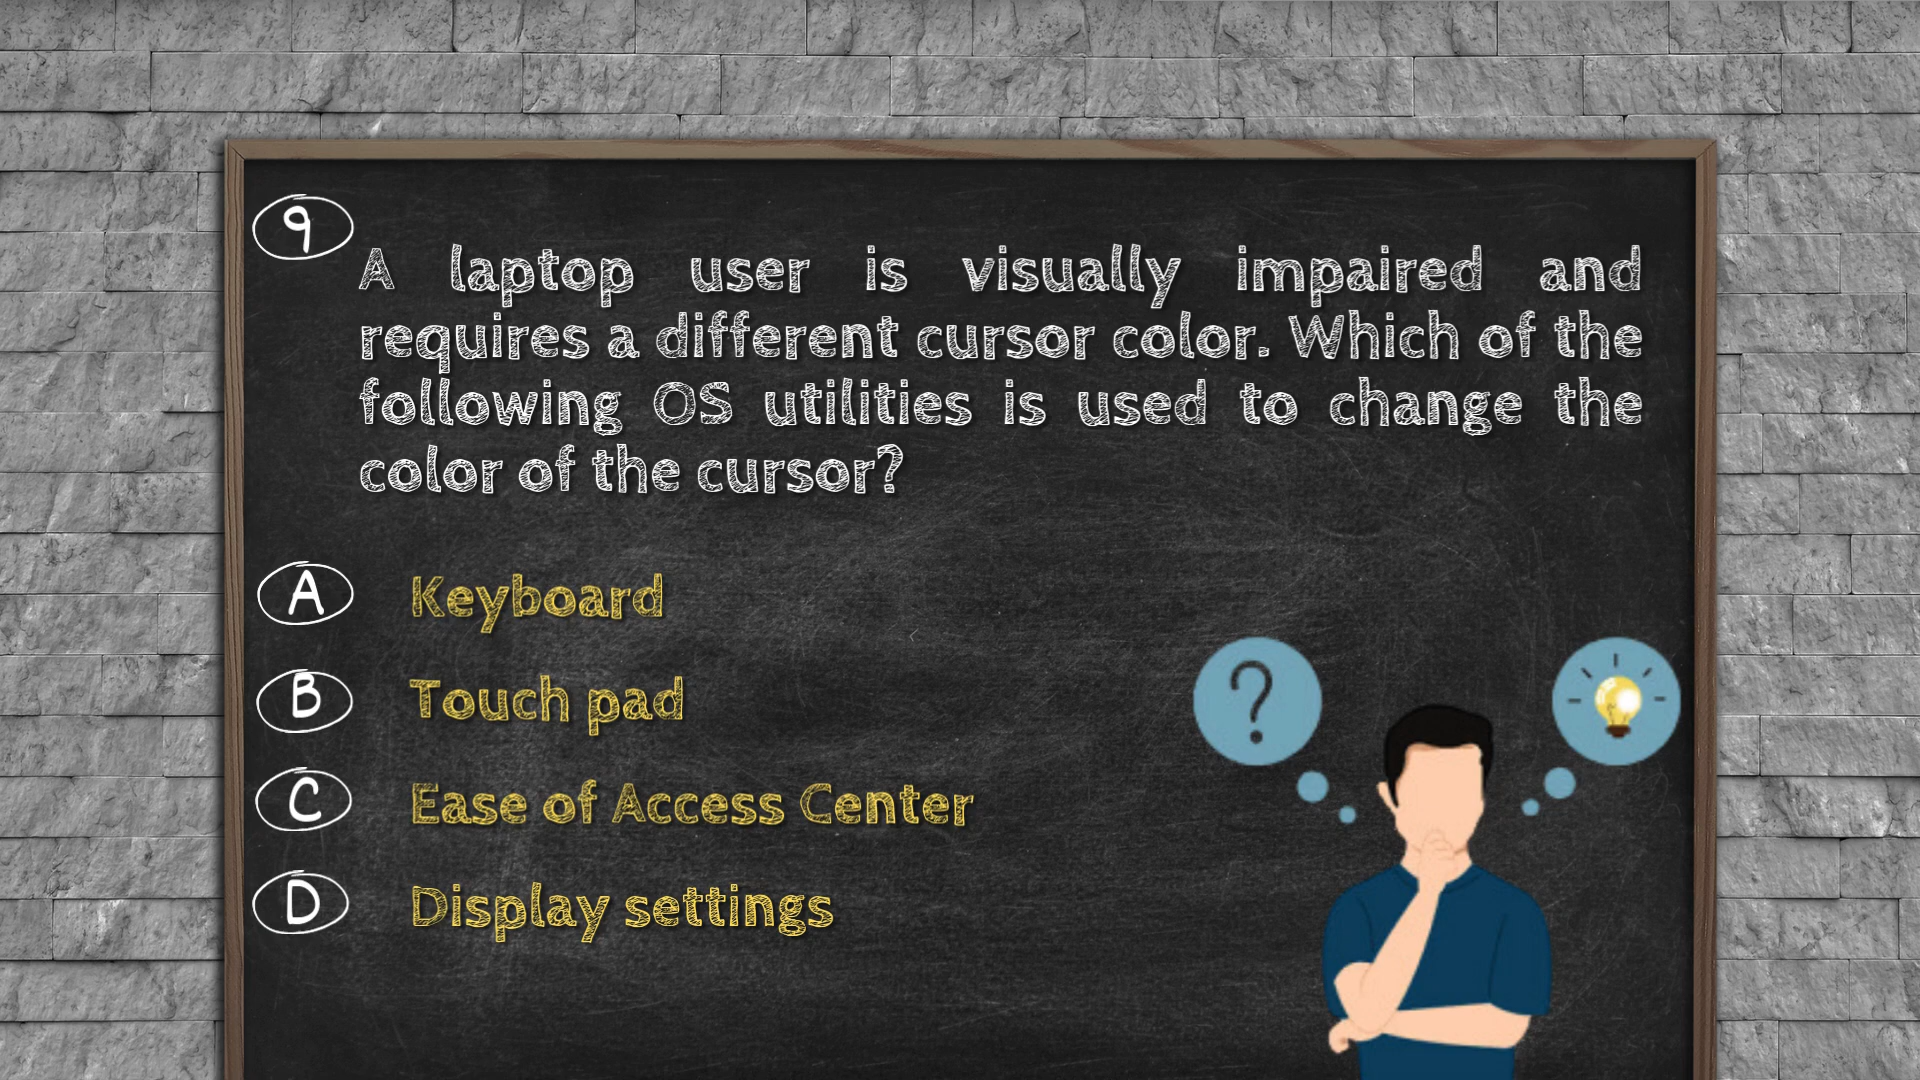 9
A laptop user is visually impaired and
requires a different cursor color. Which of the
following OS utilities is used to change the
color of the cursor?
A Keyboard
B Touch pad
C Ease of Access Center
D Display settings
?